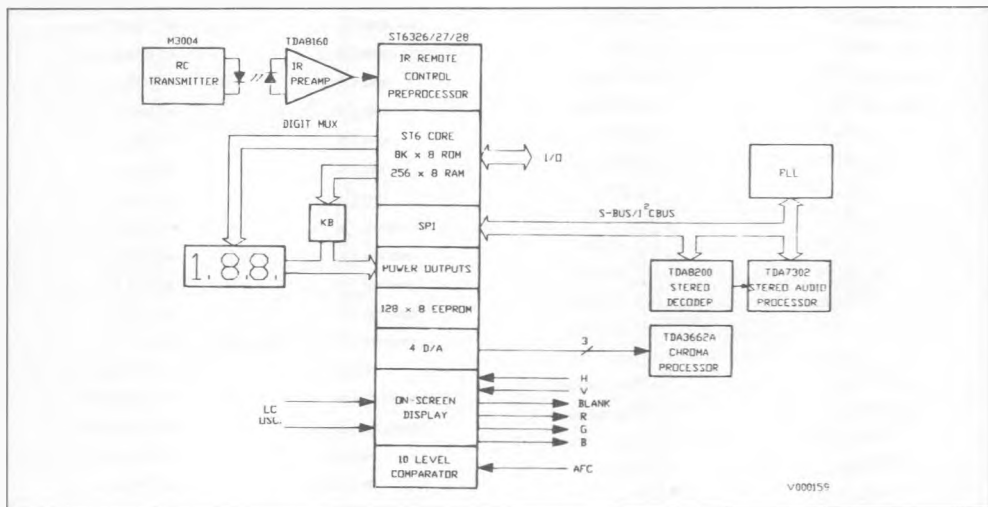 M3004
RC
TRANSMITTER
TDA8160
IR
PREAMP
ST6326/27/28
IR REMOTE
CONTROL
PREPROCESSOR
DIGIT MUX
ST6 CORE
8K x 8 ROM
256 x 8 RAM
I/O
KB
1.8.8.
SPI
S-BUS/I²CBUS
PLL
POWER OUTPUTS
TDA8200
STEREO
DECODER
TDA7302
STEREO AUDIO
PROCESSOR
128 x 8 EEPROM
4 D/A
3
TDA3662A
CHROMA
PROCESSOR
LC
OSC.
ON-SCREEN
DISPLAY
H
V
BLANK
R
G
B
10 LEVEL
COMPARATOR
AFC
V000159